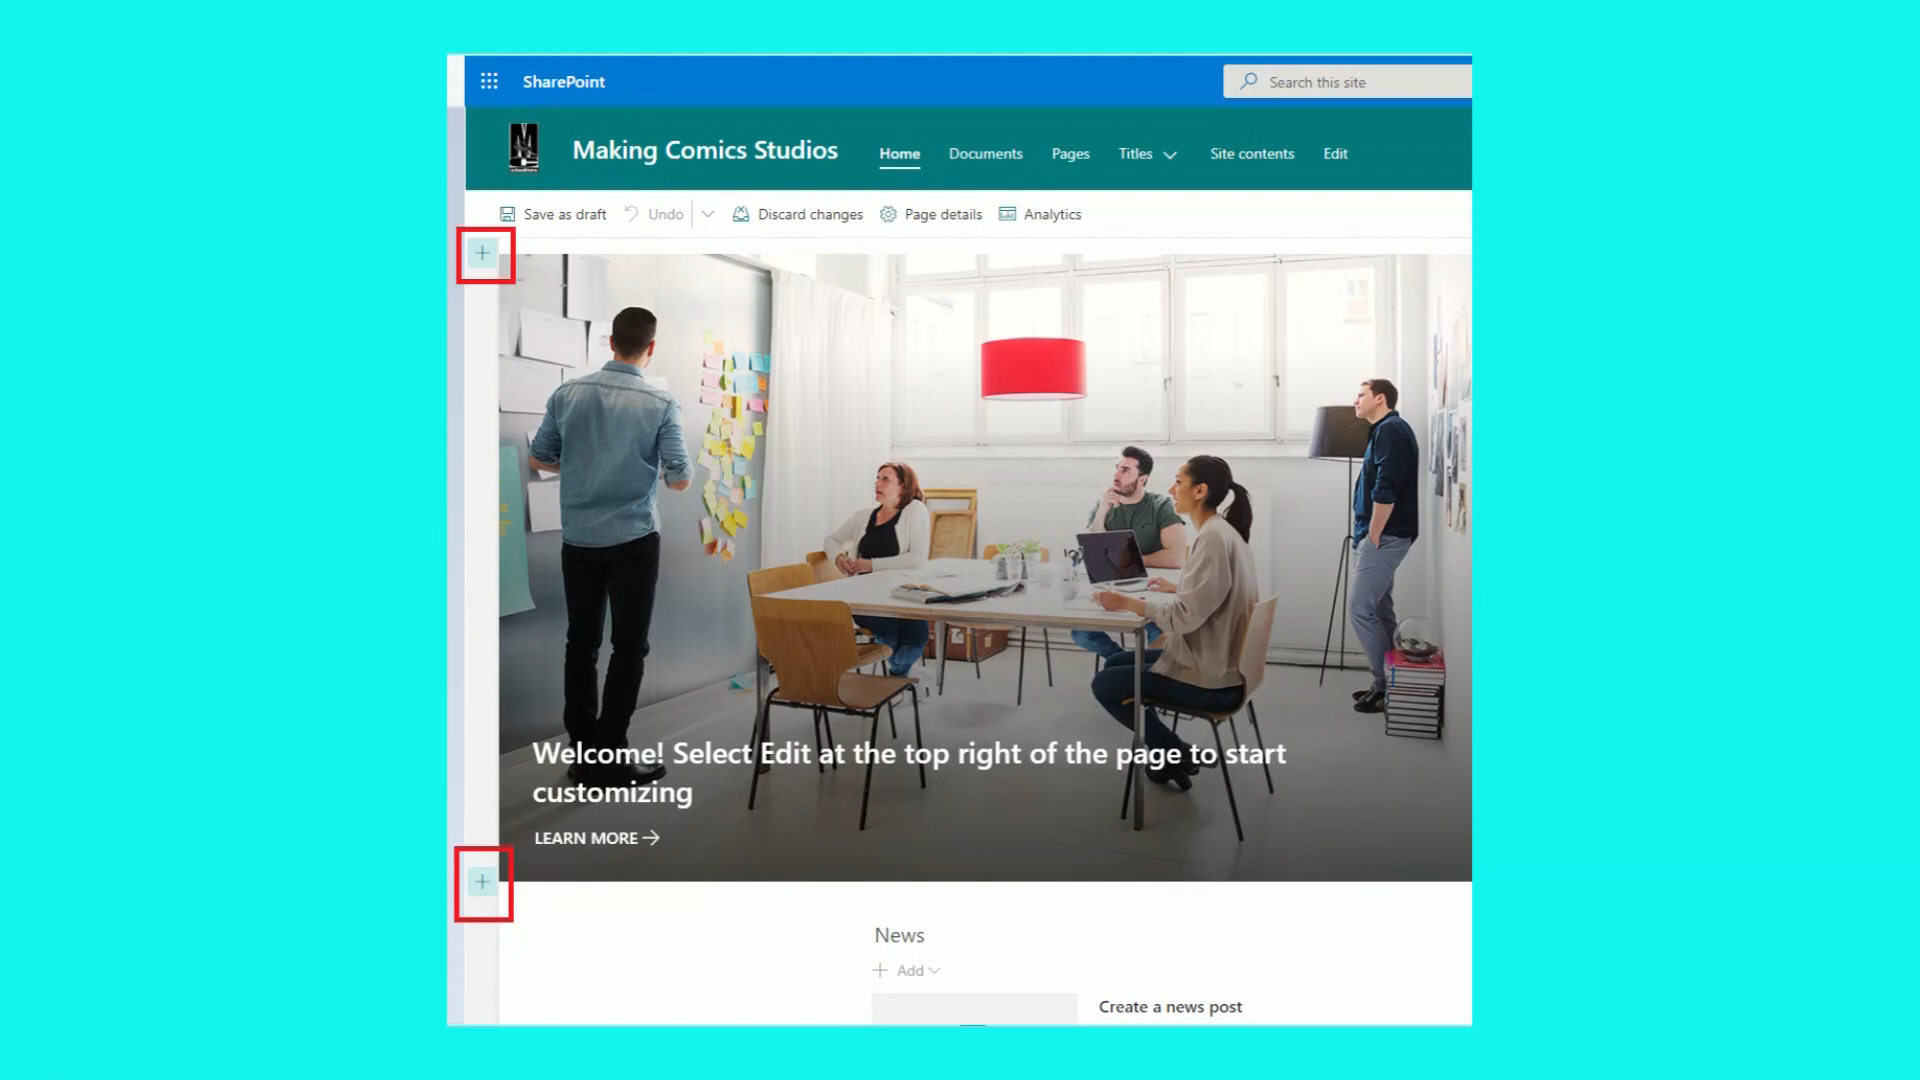 SharePoint
Search this site
Making Comics Studios
Home Documents Pages Titles Site contents Edit
Save as draft Undo Discard changes Page details Analytics
Welcome! Select Edit at the top right of the page to start
customizing
LEARN MORE
News
Add
Create a news post